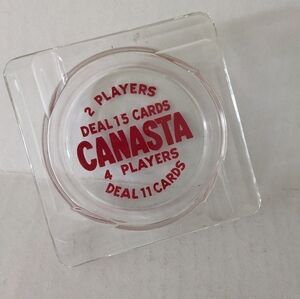 2 PLAYERS
DEAL 15 CARDS
CANASTA
4 PLAYERS
DEAL 11 CARDS